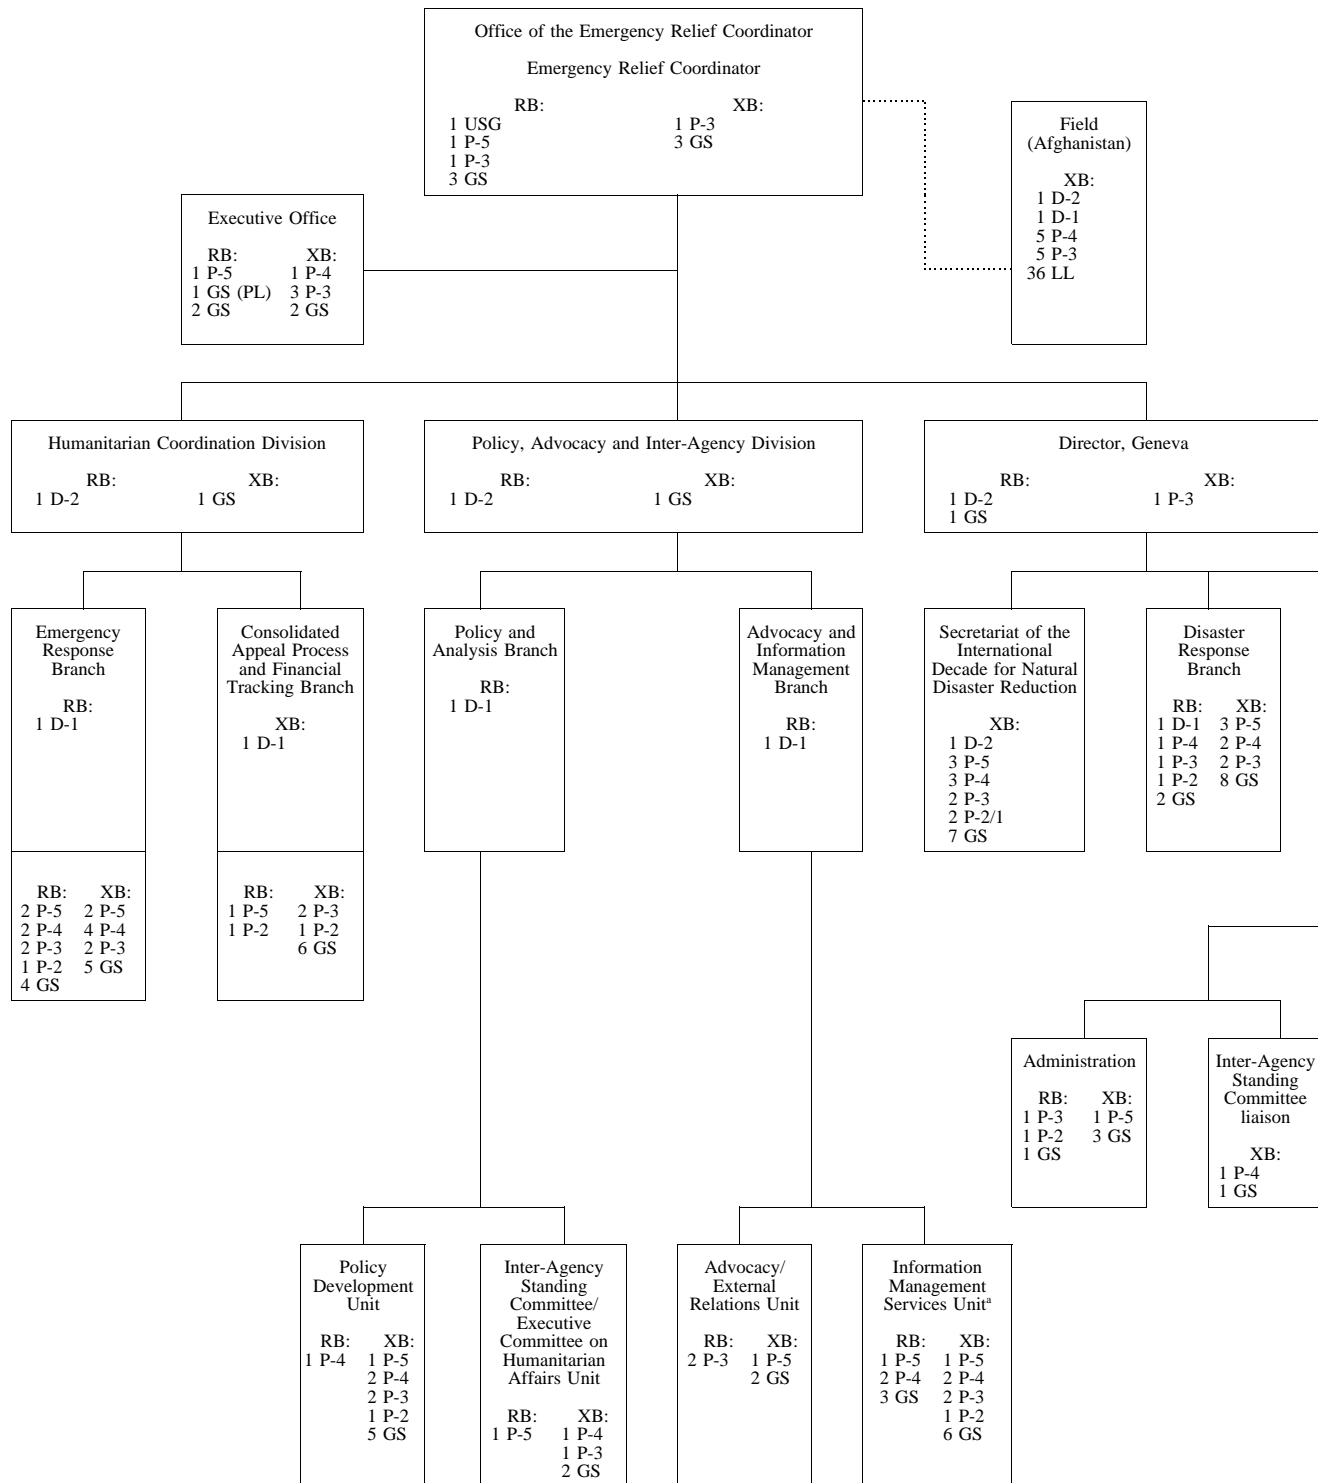 Office of the Emergency Relief Coordinator
Emergency Relief Coordinator
RB: XB:
1 USG 1 P-3
1 P-5 3 GS
1 P-3
3 GS
Field
(Afghanistan)
XB:
1 D-2
1 D-1
5 P-4
5 P-3
36 LL
Executive Office
RB: XB:
1 P-5 1 P-4
1 GS (PL) 3 P-3
2 GS 2 GS
Humanitarian Coordination Division
RB: XB:
1 D-2 1 GS
Policy, Advocacy and Inter-Agency Division
RB: XB:
1 D-2 1 GS
Director, Geneva
RB: XB:
1 D-2 1 P-3
1 GS
Emergency
Response
Branch
RB:
1 D-1
RB: XB:
2 P-5 2 P-5
2 P-4 4 P-4
2 P-3 2 P-3
1 P-2 5 GS
4 GS
Consolidated
Appeal Process
and Financial
Tracking Branch
XB:
1 D-1
RB: XB:
1 P-5 2 P-3
1 P-2 1 P-2
6 GS
Policy and
Analysis Branch
RB:
1 D-1
Advocacy and
Information
Management
Branch
RB:
1 D-1
Secretariat of the
International
Decade for Natural
Disaster Reduction
XB:
1 D-2
3 P-5
3 P-4
2 P-3
2 P-2/1
7 GS
Disaster
Response
Branch
RB: XB:
1 D-1 3 P-5
1 P-4 2 P-4
1 P-3 2 P-3
1 P-2 8 GS
2 GS
Administration
RB: XB:
1 P-3 1 P-5
1 P-2 3 GS
1 GS
Inter-Agency
Standing
Committee
liaison
XB:
1 P-4
1 GS
Policy
Development
Unit
RB: XB:
1 P-4 1 P-5
2 P-4
2 P-3
1 P-2
5 GS
Inter-Agency
Standing
Committee/
Executive
Committee on
Humanitarian
Affairs Unit
RB: XB:
1 P-5 1 P-4
1 P-3
2 GS
Advocacy/
External
Relations Unit
RB: XB:
2 P-3 1 P-5
2 GS
Information
Management
Services Unitᵃ
RB: XB:
1 P-5 1 P-5
2 P-4 2 P-4
3 GS 2 P-3
1 P-2
6 GS